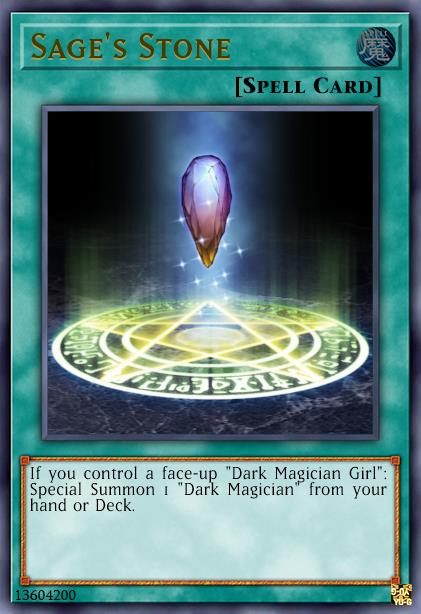 Sage's Stone
魔
[Spell Card]
If you control a face-up "Dark Magician Girl":
Special Summon 1 "Dark Magician" from your
hand or Deck.
13604200